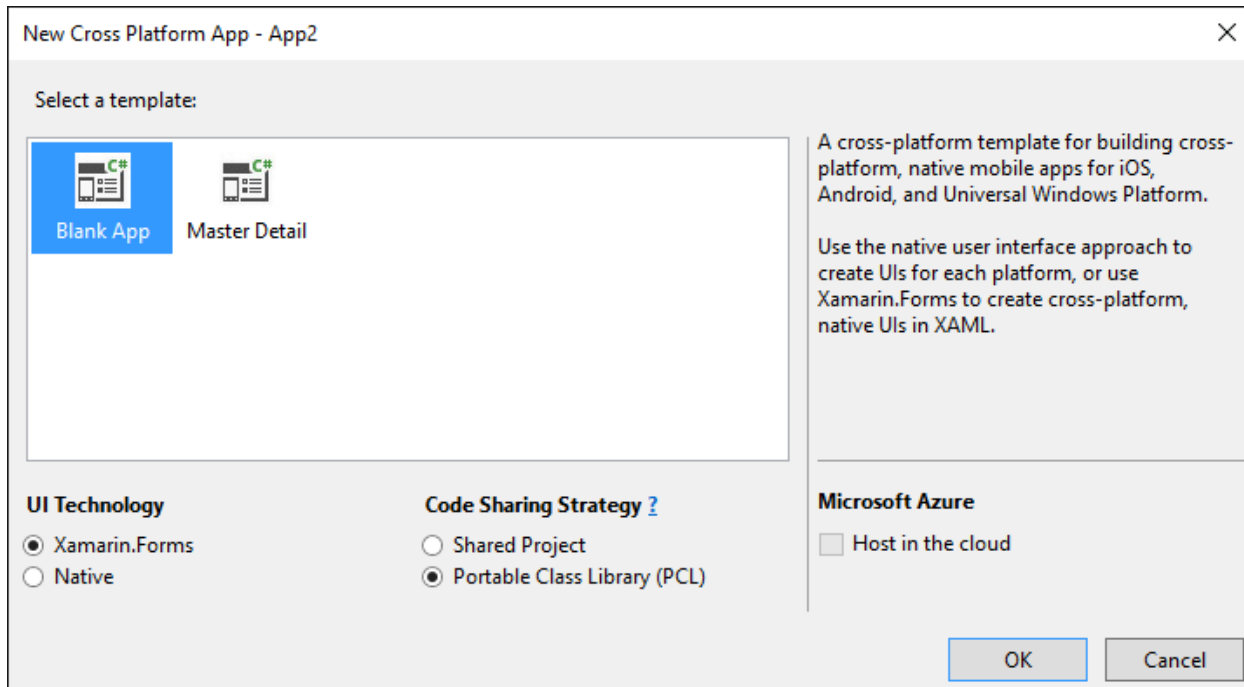 New Cross Platform App - App2
Select a template:
C#
Blank App
C#
Master Detail
A cross-platform template for building cross-
platform, native mobile apps for iOS,
Android, and Universal Windows Platform.
Use the native user interface approach to
create UIs for each platform, or use
Xamarin.Forms to create cross-platform,
native UIs in XAML.
UI Technology
Xamarin.Forms
Native
Code Sharing Strategy ?
Shared Project
Portable Class Library (PCL)
Microsoft Azure
Host in the cloud
OK
Cancel